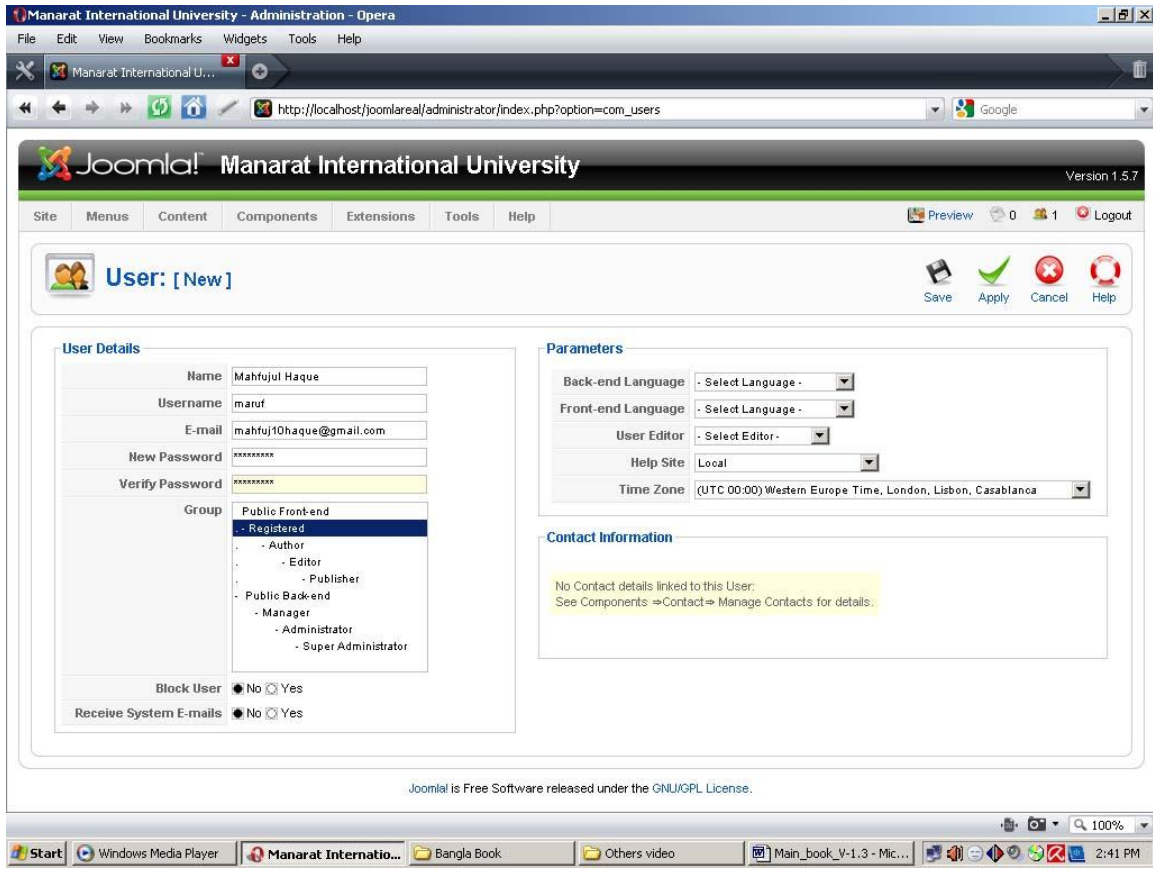 Manarat International University - Administration - Opera
File Edit View Bookmarks Widgets Tools Help
Manarat International U...
http://localhost/joomlareal/administrator/index.php?option=com_users
Google
Joomla! Manarat International University
Version 1.5.7
Site Menus Content Components Extensions Tools Help
Preview 0 1 Logout
User: [ New ]
Save Apply Cancel Help
User Details
Name Mahfujul Haque
Username maruf
E-mail mahfuj10haque@gmail.com
New Password *********
Verify Password *********
Group
Public Front-end
. - Registered
. - Author
. - Editor
. - Publisher
- Public Back-end
- Manager
- Administrator
- Super Administrator
Block User No Yes
Receive System E-mails No Yes
Parameters
Back-end Language - Select Language -
Front-end Language - Select Language -
User Editor - Select Editor -
Help Site Local
Time Zone (UTC 00:00) Western Europe Time, London, Lisbon, Casablanca
Contact Information
No Contact details linked to this User:
See Components ⇒Contact⇒ Manage Contacts for details.
Joomla! is Free Software released under the GNU/GPL License.
100%
Start Windows Media Player Manarat Internatio... Bangla Book Others video Main_book_V-1.3 - Mic... 2:41 PM